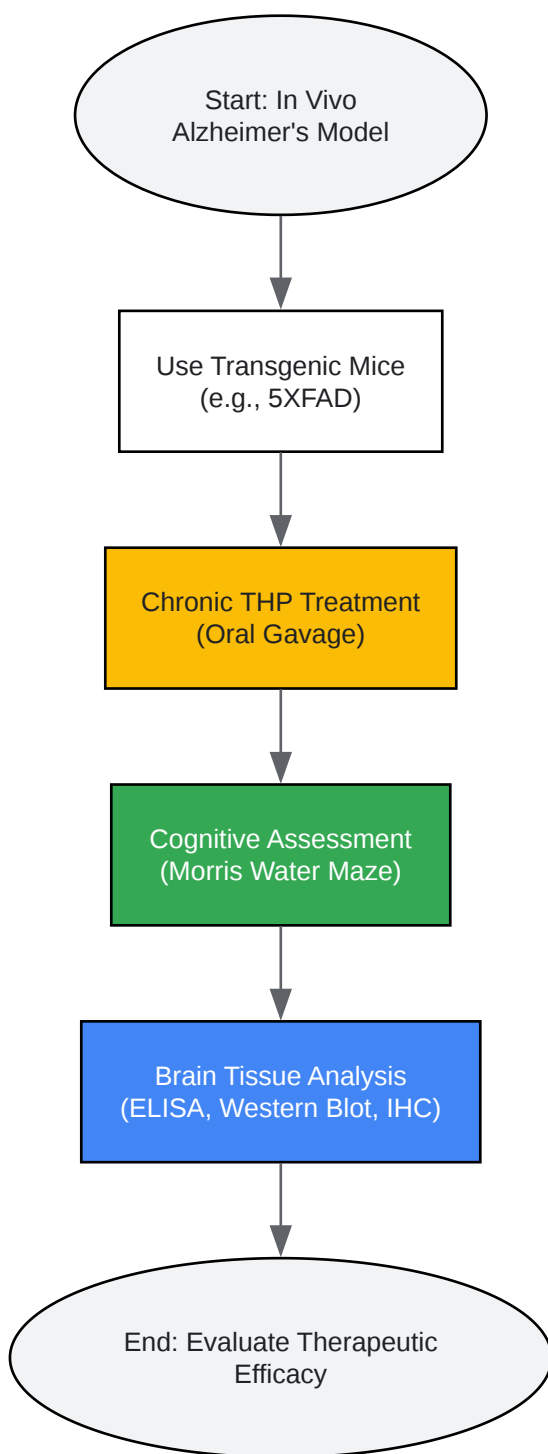 Start: In Vivo
Alzheimer's Model
Use Transgenic Mice
(e.g., 5XFAD)
Chronic THP Treatment
(Oral Gavage)
Cognitive Assessment
(Morris Water Maze)
Brain Tissue Analysis
(ELISA, Western Blot, IHC)
End: Evaluate Therapeutic
Efficacy